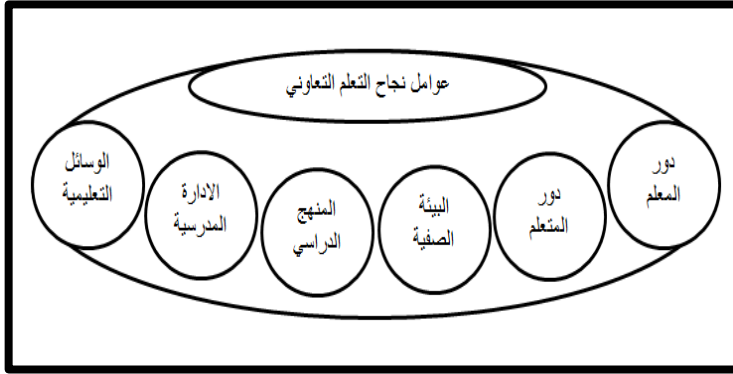 عوامل نجاح التعلم التعاوني
دور
المعلم
دور
المتعلم
البيئة
الصفية
المنهج
الدراسي
الادارة
المدرسية
الوسائل
التعليمية